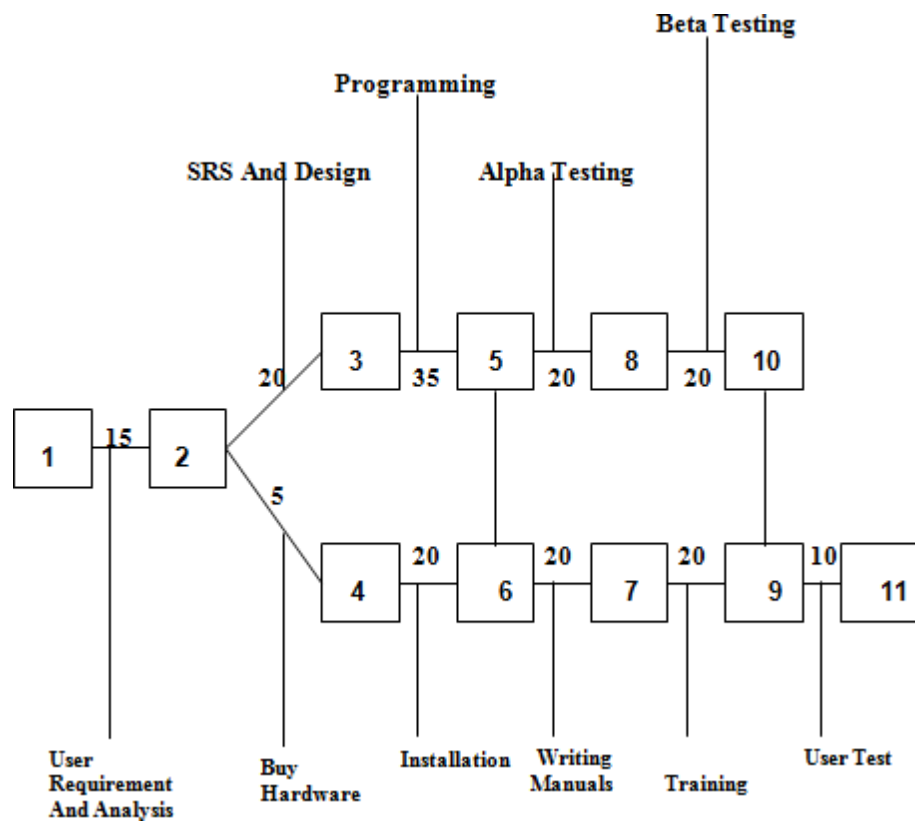 Beta Testing
Programming
SRS And Design
Alpha Testing
3
5
8
10
20
35
20
20
15
1
2
5
20
20
20
10
4
6
7
9
11
User
Requirement
And Analysis
Buy
Hardware
Installation
Writing
Manuals
Training
User Test